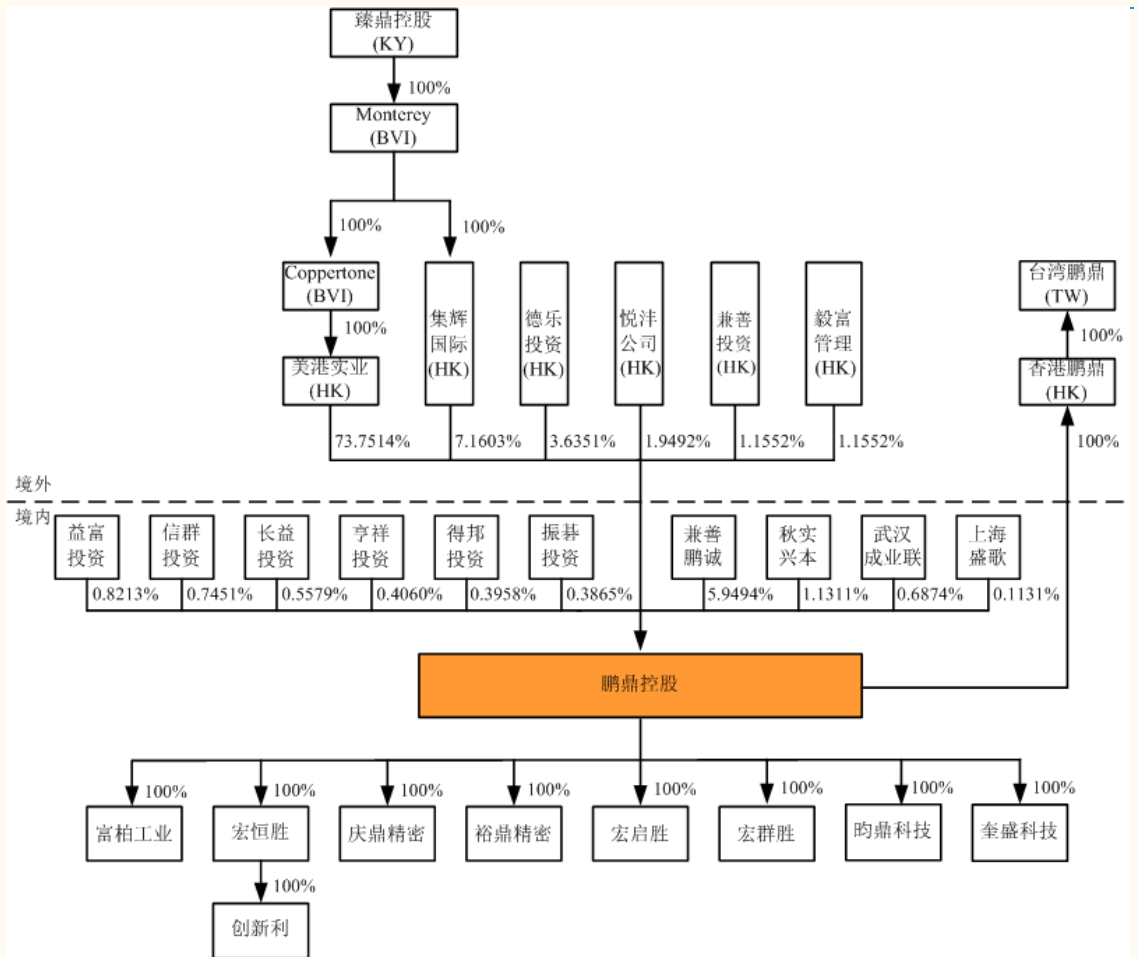 臻鼎控股
(KY)
100%
Monterey
(BVI)
100%
100%
Coppertone
(BVI)
100%
美港实业
(HK)
集辉
国际
(HK)
德乐
投资
(HK)
悦沣
公司
(HK)
兼善
投资
(HK)
毅富
管理
(HK)
台湾鹏鼎
(TW)
100%
香港鹏鼎
(HK)
100%
73.7514%
7.1603%
3.6351%
1.9492%
1.1552%
1.1552%
境外
境内
益富
投资
信群
投资
长益
投资
亨祥
投资
得邦
投资
振碁
投资
兼善
鹏诚
秋实
兴本
武汉
成业联
上海
盛歌
0.8213%
0.7451%
0.5579%
0.4060%
0.3958%
0.3865%
5.9494%
1.1311%
0.6874%
0.1131%
鹏鼎控股
100%
100%
100%
100%
100%
100%
100%
100%
富柏工业
宏恒胜
庆鼎精密
裕鼎精密
宏启胜
宏群胜
昀鼎科技
奎盛科技
100%
创新利